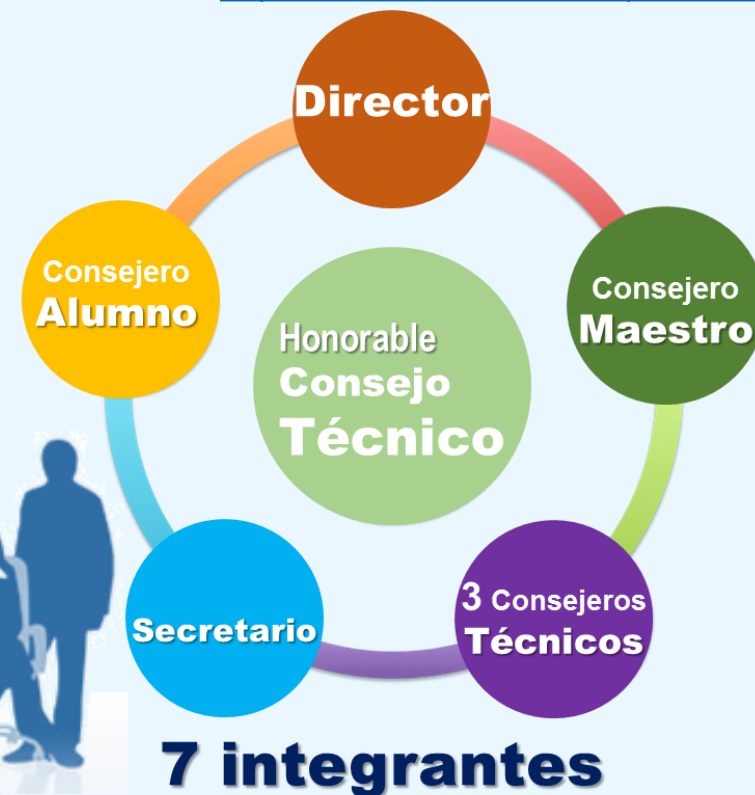 Director
Consejero
Alumno
Consejero
Maestro
Honorable
Consejo
Técnico
Secretario
3 Consejeros
Técnicos
7 integrantes